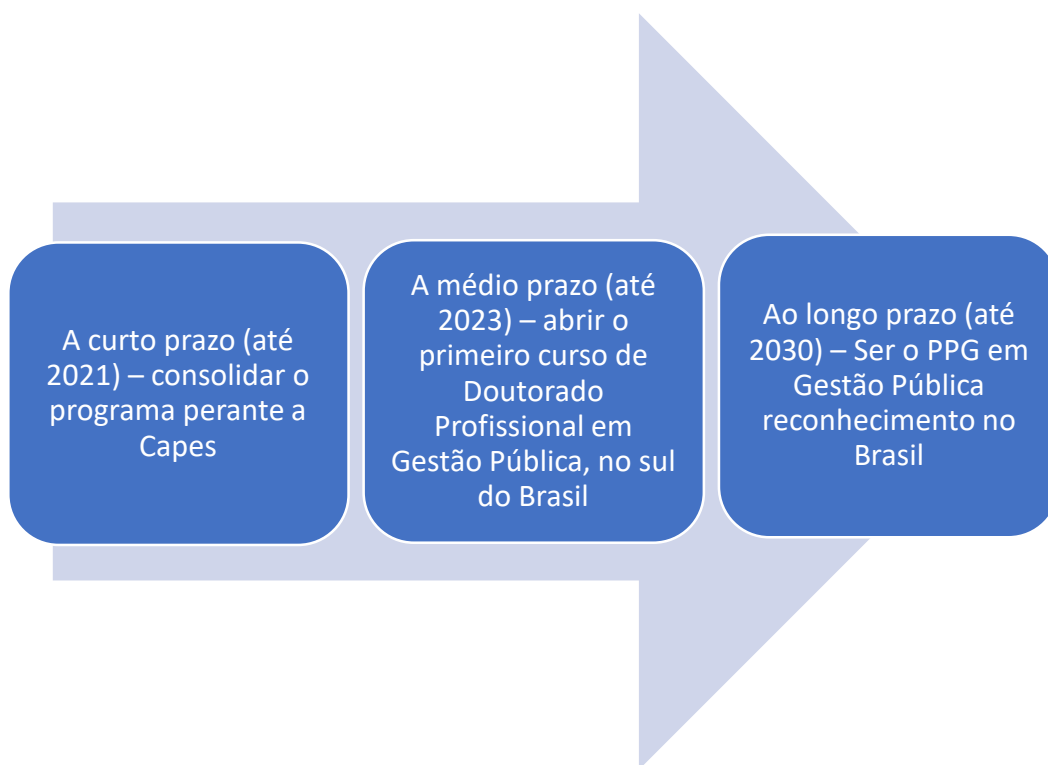 A curto prazo (até
2021) – consolidar o
programa perante a
Capes
A médio prazo (até
2023) – abrir o
primeiro curso de
Doutorado
Profissional em
Gestão Pública, no sul
do Brasil
Ao longo prazo (até
2030) – Ser o PPG em
Gestão Pública
reconhecimento no
Brasil